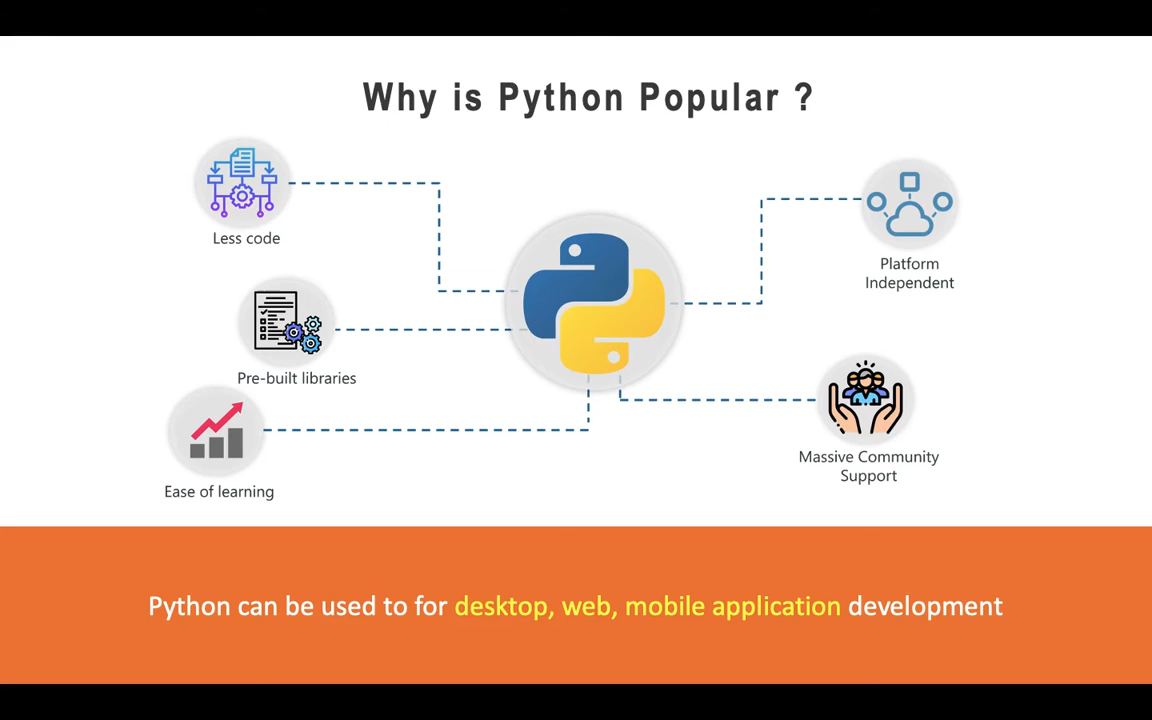 Why is Python Popular ?
Less code
Pre-built libraries
Ease of learning
Platform
Independent
Massive Community
Support
Python can be used to for desktop, web, mobile application development